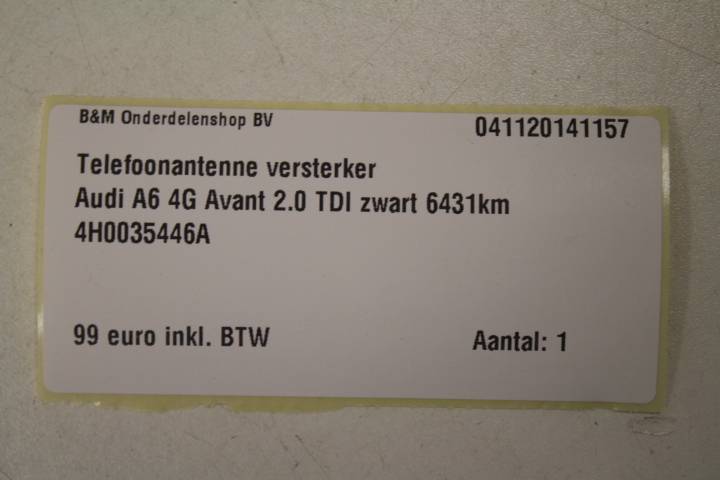 B&M Onderdelenshop BV 041120141157
Telefoonantenne versterker
Audi A6 4G Avant 2.0 TDI zwart 6431km
4H0035446A
99 euro inkl. BTW Aantal: 1